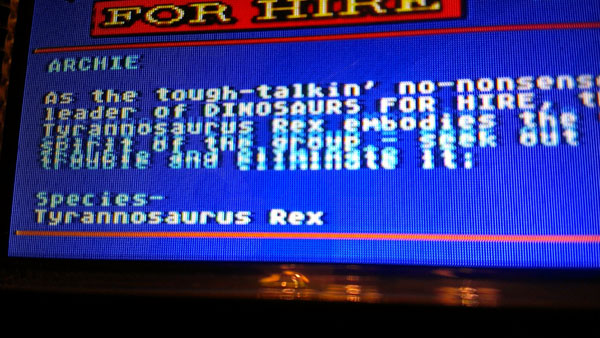 FOR HIRE
ARCHIE
As the tough-talkin' no-nonsense
leader of DINOSAURS FOR HIRE, th
Tyrannosaurus Rex embodies the
spirit of the group - seek out
trouble and eliminate it!
Species-
Tyrannosaurus Rex